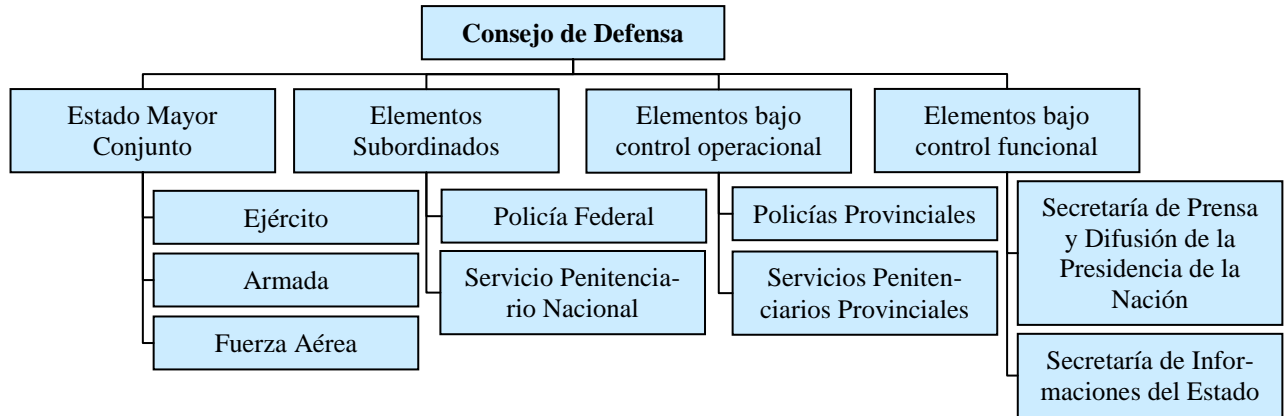 Consejo de Defensa
Estado Mayor
Conjunto
Elementos
Subordinados
Elementos bajo
control operacional
Elementos bajo
control funcional
Ejército
Armada
Fuerza Aérea
Policía Federal
Servicio Penitencia-
rio Nacional
Policías Provinciales
Servicios Peniten-
ciarios Provinciales
Secretaría de Prensa
y Difusión de la
Presidencia de la
Nación
Secretaría de Infor-
maciones del Estado